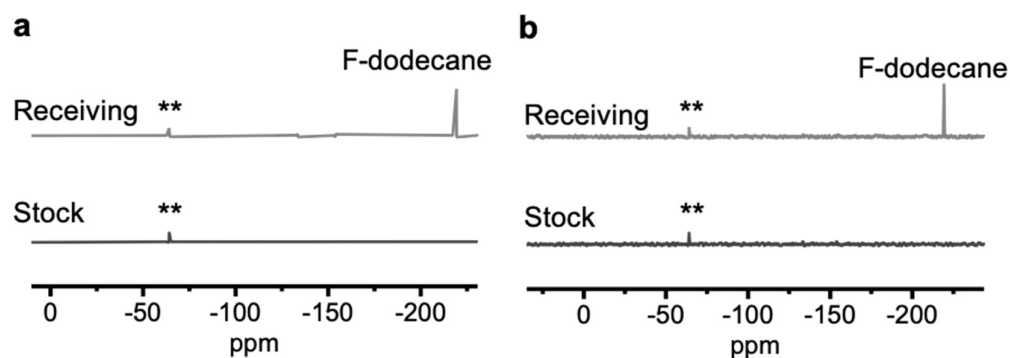 a
F-dodecane
Receiving **
Stock **
0 -50 -100 -150 -200
ppm
b
F-dodecane
Receiving **
Stock **
0 -50 -100 -150 -200
ppm